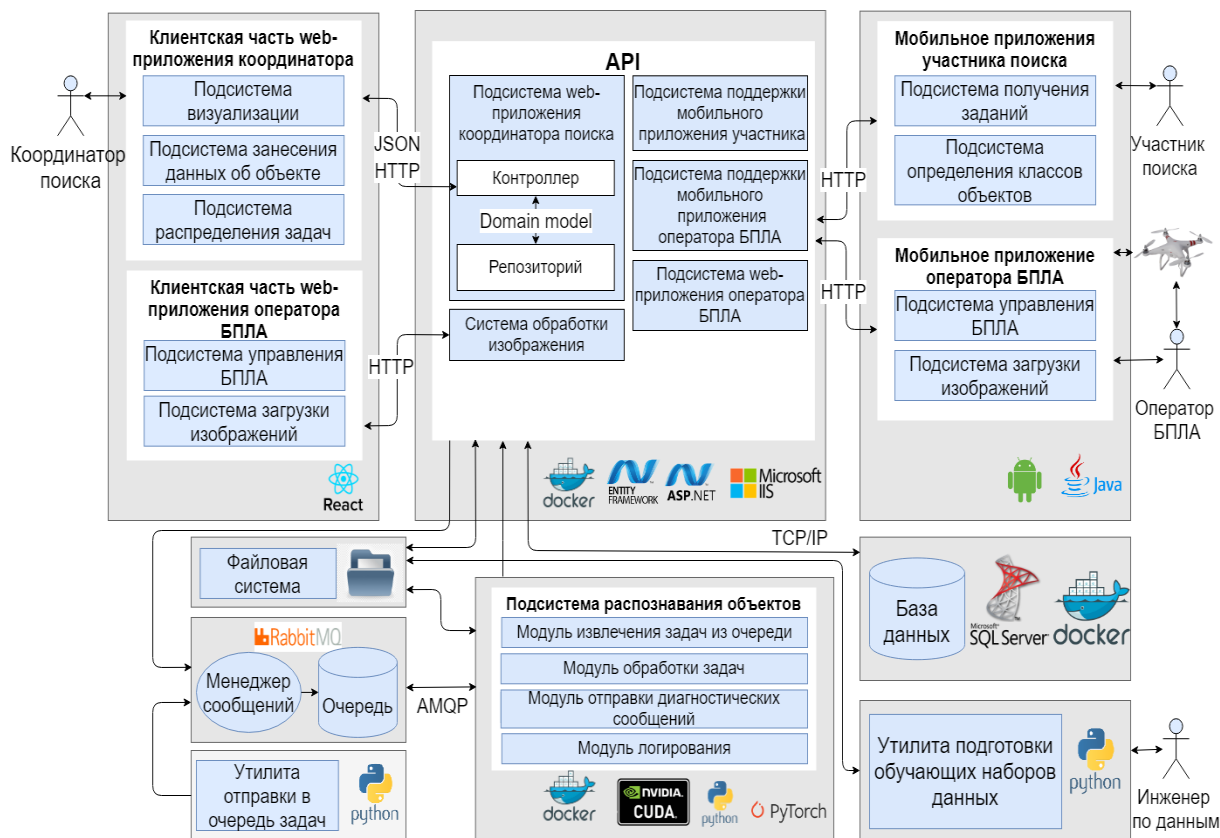 Клиентская часть web-
приложения координатора
Подсистема
визуализации
Подсистема занесения
данных об объекте
Подсистема
распределения задач
Координатор
поиска
Клиентская часть web-
приложения оператора
БПЛА
Подсистема управления
БПЛА
Подсистема загрузки
изображений
React
JSON
HTTP
HTTP
API
Подсистема web-
приложения
координатора поиска
Контроллер
Domain model
Репозиторий
Система обработки
изображения
Подсистема поддержки
мобильного
приложения участника
Подсистема поддержки
мобильного
приложения
оператора БПЛА
Подсистема web-
приложения оператора
БПЛА
docker
ENTITY
FRAMEWORK
ASP.NET
Microsoft
IIS
HTTP
HTTP
Мобильное приложения
участника поиска
Подсистема получения
заданий
Подсистема
определения классов
объектов
Участник
поиска
Мобильное приложение
оператора БПЛА
Подсистема управления
БПЛА
Подсистема загрузки
изображений
Оператор
БПЛА
Java
TCP/IP
Файловая
система
RabbitMQ
Менеджер
сообщений
Очередь
AMQP
Утилита
отправки в
очередь задач
python
Подсистема распознавания объектов
Модуль извлечения задач из очереди
Модуль обработки задач
Модуль отправки диагностических
сообщений
Модуль логирования
docker
NVIDIA.
CUDA.
python
PyTorch
База
данных
Microsoft
SQL Server
docker
Утилита подготовки
обучающих наборов
данных
python
Инженер
по данным